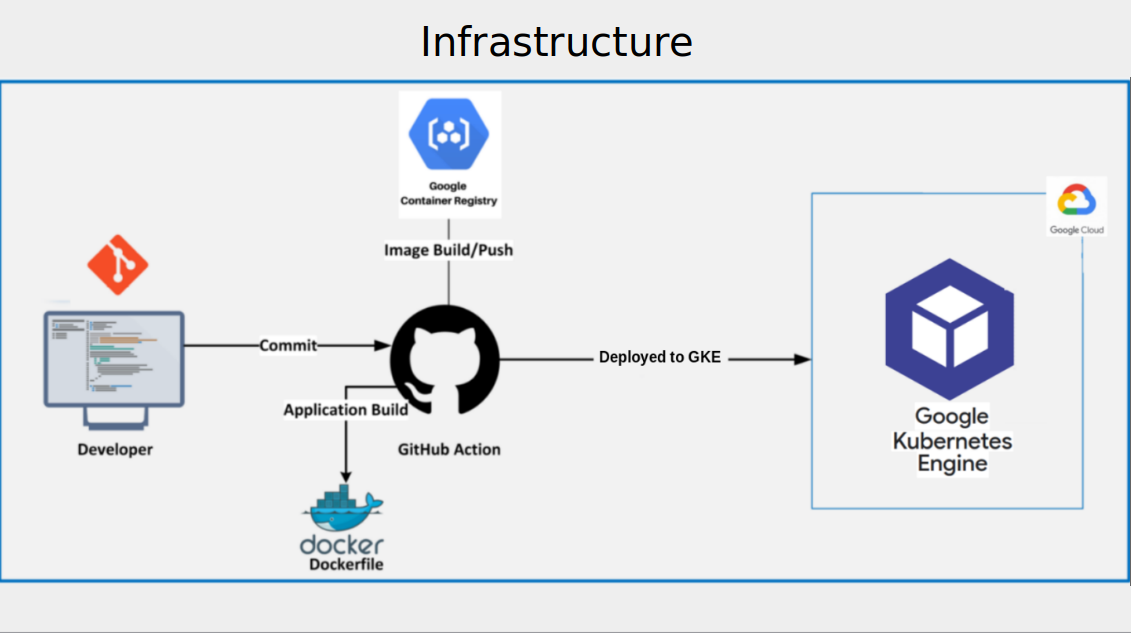 Infrastructure
Google
Container Registry
Image Build/Push
Google Cloud
Commit
Deployed to GKE
Application Build
Developer
GitHub Action
Google
Kubernetes
Engine
docker
Dockerfile